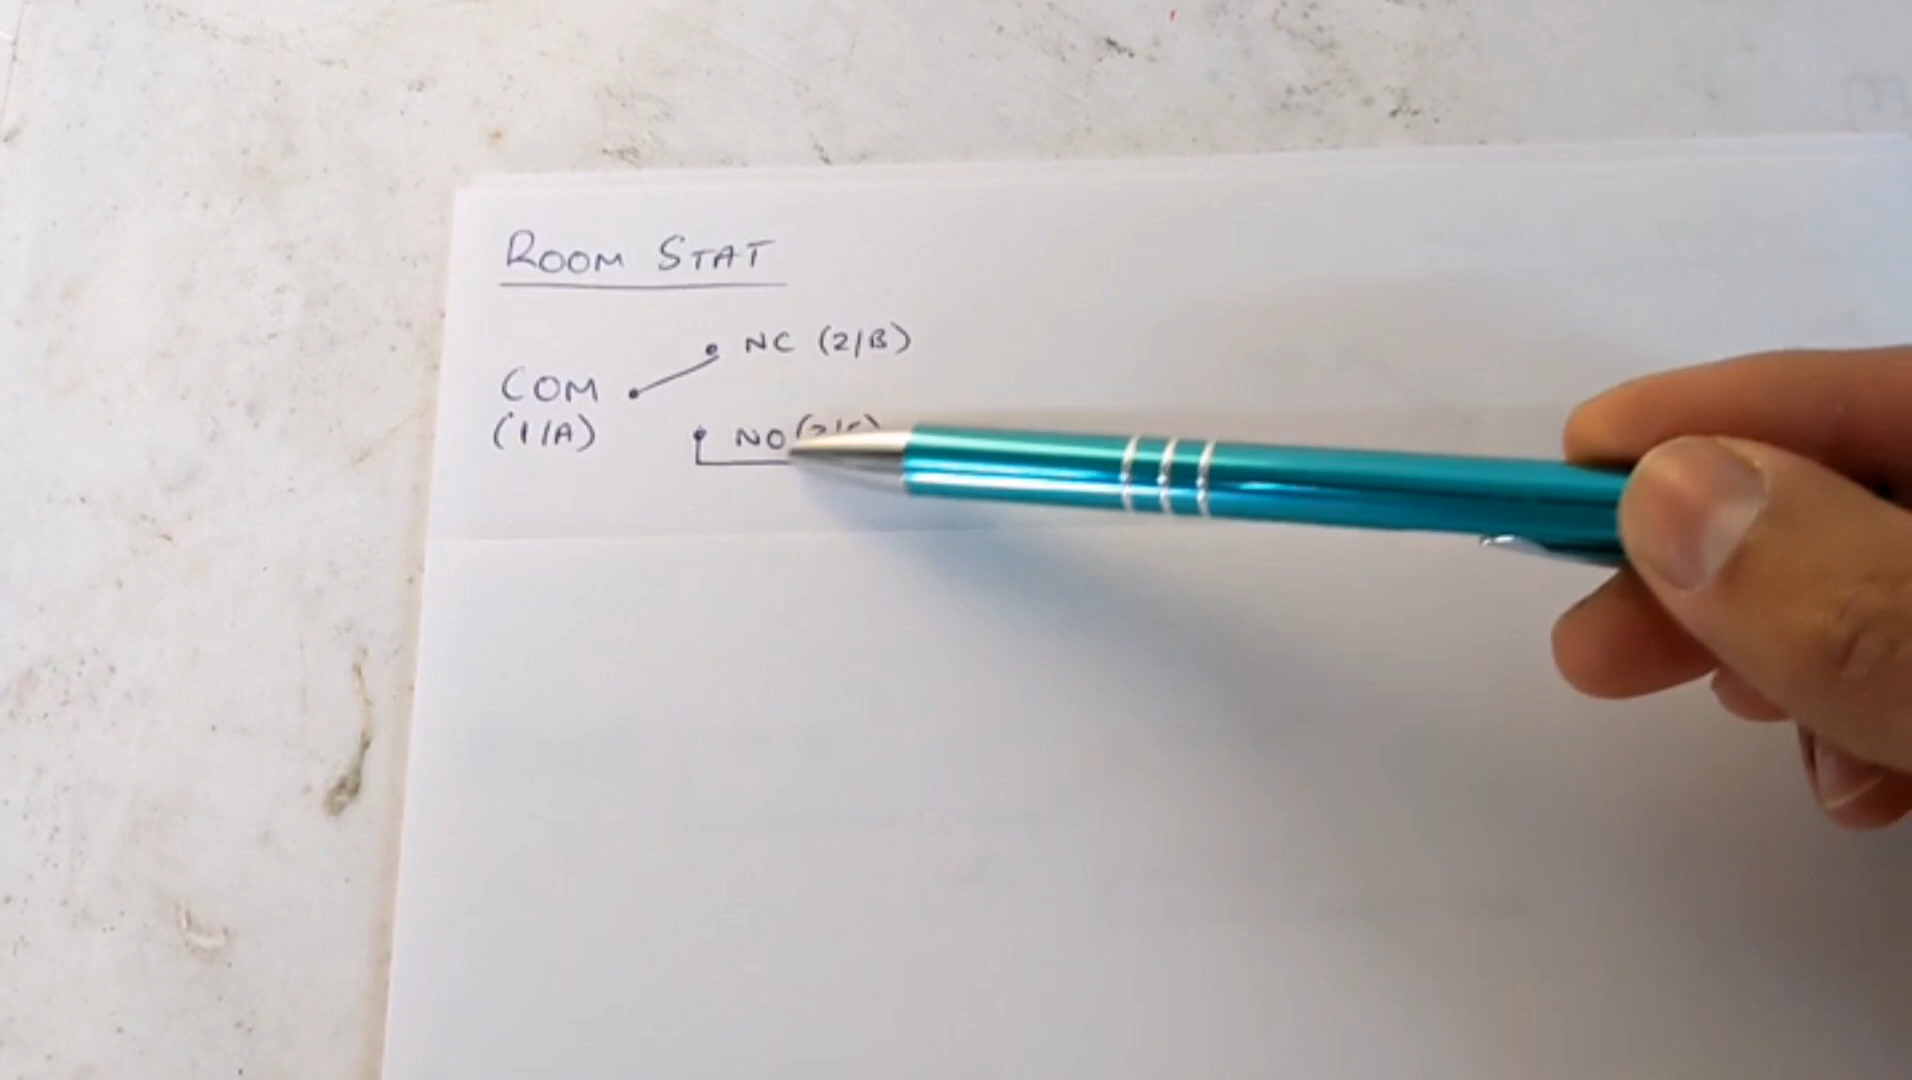 ROOM STAT
NC (2/B)
COM
(1/A)
NO